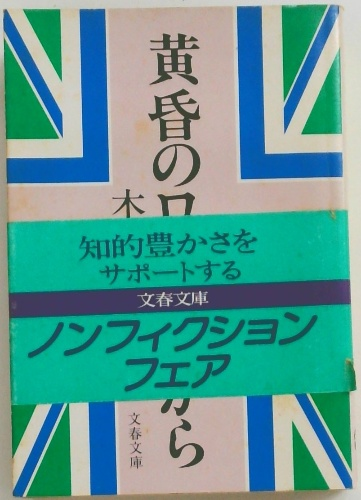 黄昏のロ
から
木
知的豊かさを
サポートする
文春文庫
ノンフィクション
フェア
文春文庫